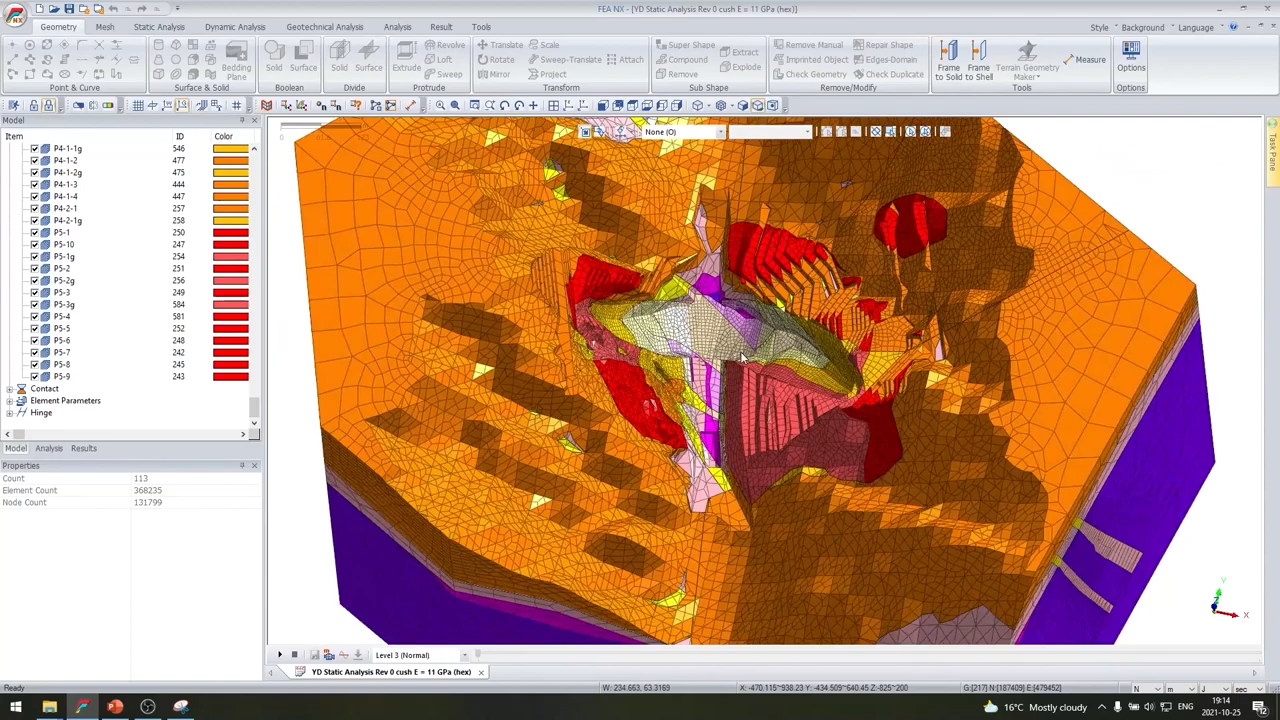 FEA NX - [YD Static Analysis Rev 0 cush E = 11 GPa (hex)]
Geometry Mesh Static Analysis Geotechnical Analysis Analysis Result Tools
Style Background Language
Bedding Plane
Solid Surface
Solid Surface
Extrude
Revolve
Loft
Sweep
Translate Scale
Rotate Sweep-Translate Attach
Mirror Project
Super Shape
Compound
Remove
Extract
Explode
Remove Manual Repair Shape
Imprinted Object Edges-Domain
Check Geometry Check Duplicate
Frame to Solid
Frame to Shell
Terrain Geometry Maker
Measure
Options
Point & Curve Surface & Solid Boolean Divide Protrude Transform Sub Shape Remove/Modify Tools Options
Model
None (O)
Task Pane
Item ID Color
P4-1-1g 546
P4-1-2 477
P4-1-2g 475
P4-1-3 444
P4-1-4 447
P4-2-1 257
P4-2-1g 258
P5-1 250
P5-10 247
P5-1g 254
P5-2 251
P5-2g 256
P5-3 249
P5-3g 584
P5-4 581
P5-5 252
P5-6 248
P5-7 242
P5-8 245
P5-9 243
Contact
Element Parameters
Hinge
Model Analysis Results
Properties
Count 113
Element Count 368235
Node Count 131799
Y
Z
X
Level 3 (Normal)
YD Static Analysis Rev 0 cush E = 11 GPa (hex)
Ready
W: 234.663, 63.3169
X: -470.115~938.23 Y: -434.509~640.45 Z:-825~200
G:[217] N:[187409] E:[479452]
N m J sec
16°C Mostly cloudy
ENG
19:14
2021-10-25
12